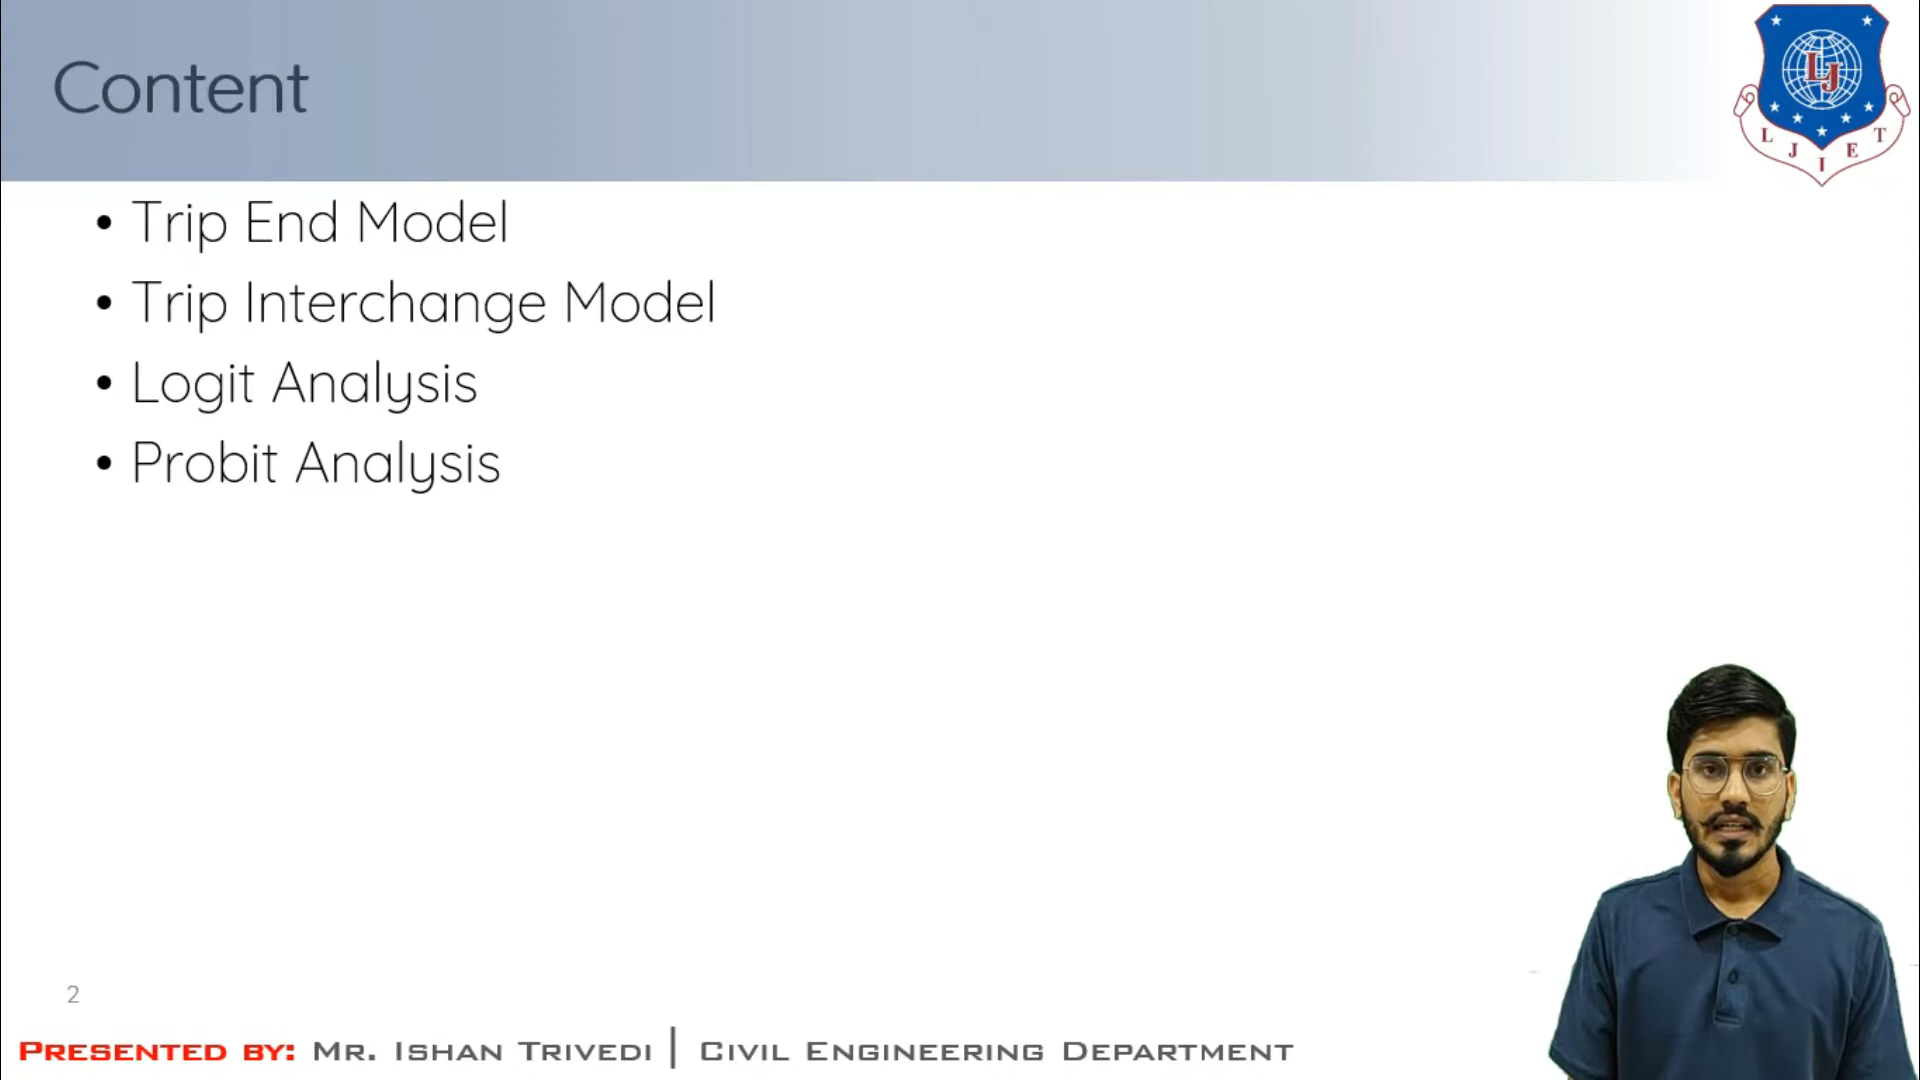 Content
LJ
L J I E T
• Trip End Model
• Trip Interchange Model
• Logit Analysis
• Probit Analysis
2
PRESENTED BY: MR. ISHAN TRIVEDI | CIVIL ENGINEERING DEPARTMENT